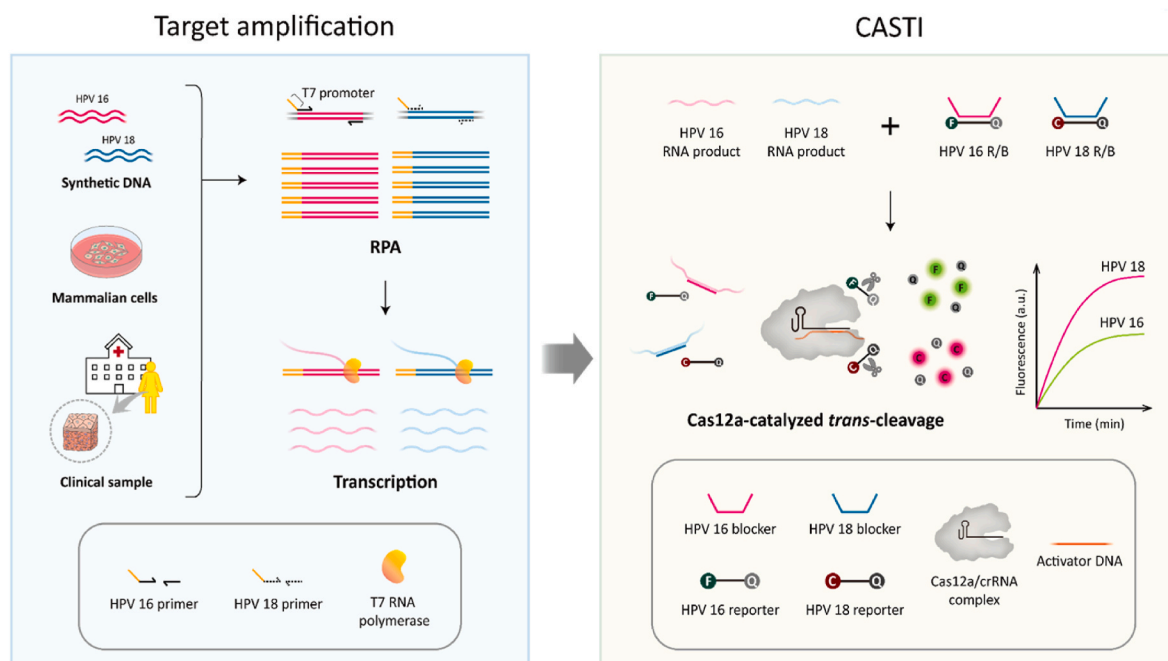 Target amplification
HPV 16
HPV 18
Synthetic DNA
Mammalian cells
Clinical sample
T7 promoter
RPA
Transcription
HPV 16 primer
HPV 18 primer
T7 RNA
polymerase
CASTI
HPV 16
RNA product
HPV 18
RNA product
+
F Q
HPV 16 R/B
C Q
HPV 18 R/B
F Q
C Q
F Q
Q C
F Q
F
F Q
Q C
C
Q C Q
Fluorescence (a.u.)
HPV 18
HPV 16
Time (min)
Cas12a-catalyzed trans-cleavage
HPV 16 blocker
HPV 18 blocker
F Q
HPV 16 reporter
C Q
HPV 18 reporter
Cas12a/crRNA
complex
Activator DNA